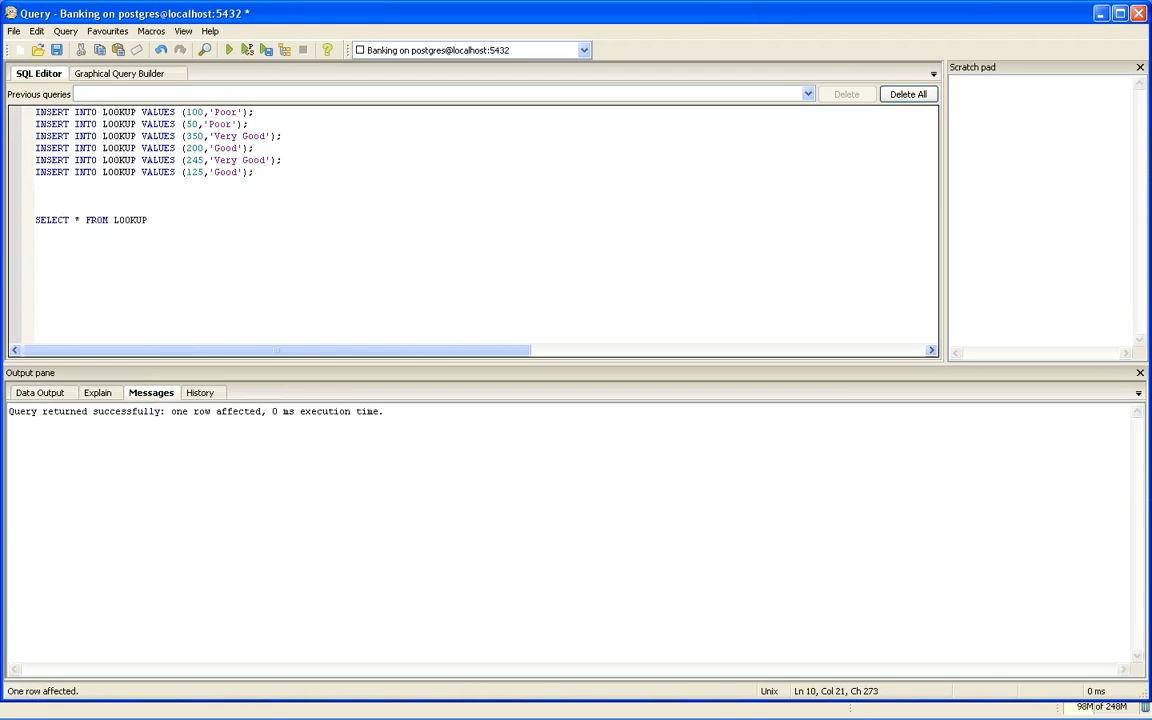 Query - Banking on postgres@localhost:5432 *
File Edit Query Favourites Macros View Help
Banking on postgres@localhost:5432
SQL Editor Graphical Query Builder
Scratch pad
Previous queries Delete Delete All
INSERT INTO LOOKUP VALUES (100,'Poor');
INSERT INTO LOOKUP VALUES (50,'Poor');
INSERT INTO LOOKUP VALUES (350,'Very Good');
INSERT INTO LOOKUP VALUES (200,'Good');
INSERT INTO LOOKUP VALUES (245,'Very Good');
INSERT INTO LOOKUP VALUES (125,'Good');
SELECT * FROM LOOKUP
Output pane
Data Output Explain Messages History
Query returned successfully: one row affected, 0 ms execution time.
One row affected. Unix Ln 10, Col 21, Ch 273 0 ms
98M of 248M